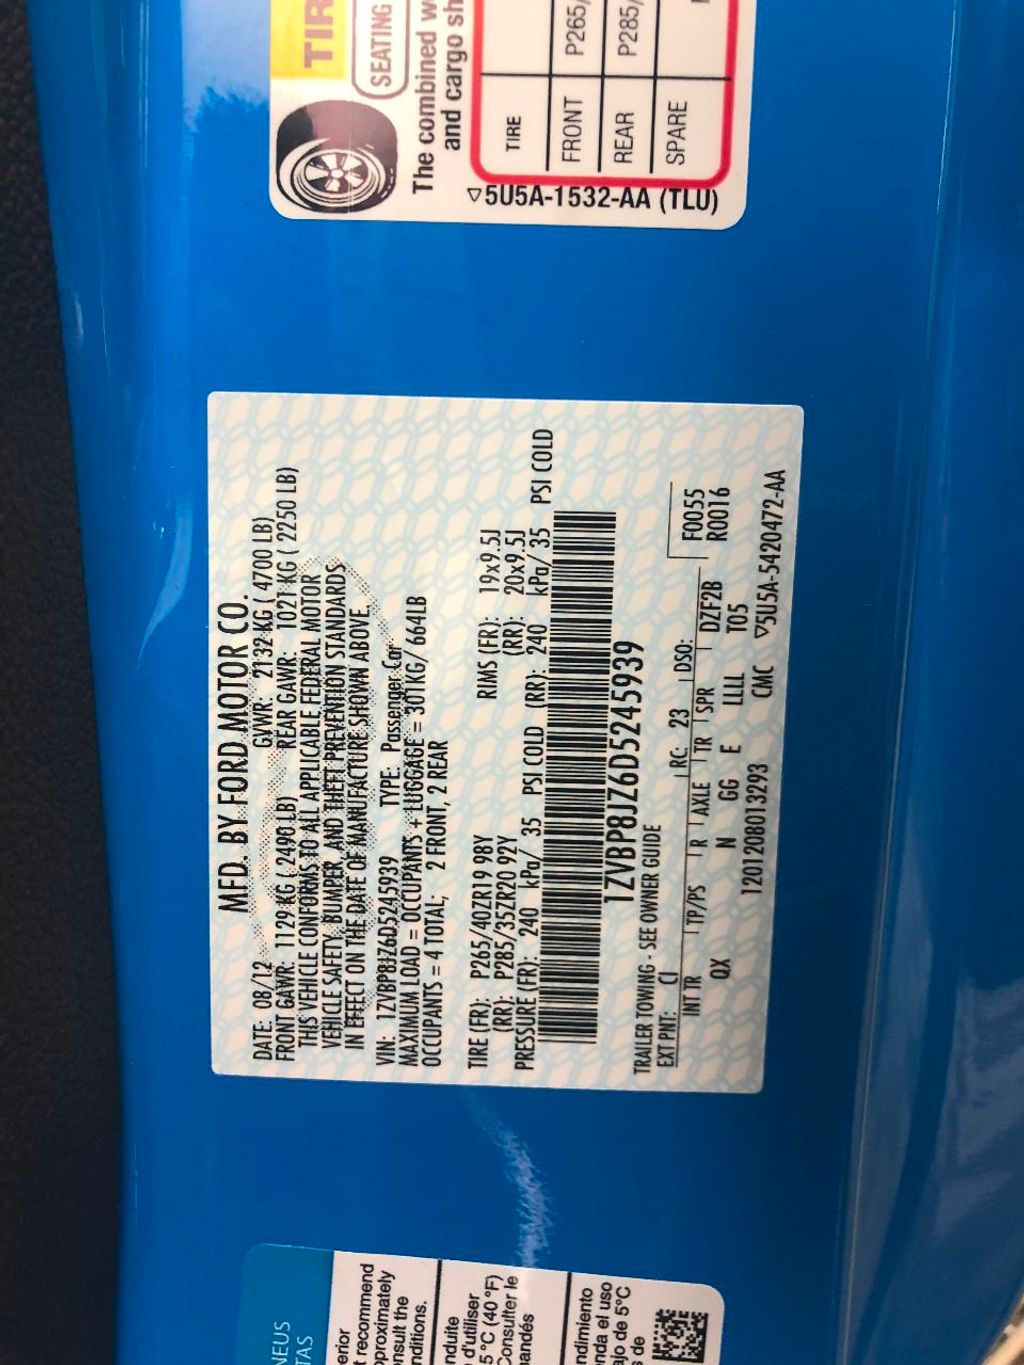 MFD. BY FORD MOTOR CO.
DATE: 08/12 GVWR: 2132 KG ( 4700 LB)
FRONT GAWR: 1129 KG ( 2490 LB) REAR GAWR: 1021 KG ( 2250 LB)
THIS VEHICLE CONFORMS TO ALL APPLICABLE FEDERAL MOTOR
VEHICLE SAFETY, BUMPER, AND THEFT PREVENTION STANDARDS
IN EFFECT ON THE DATE OF MANUFACTURE SHOWN ABOVE.
VIN: 1ZVBP8JZ6D5245939 TYPE: Passenger Car
MAXIMUM LOAD = OCCUPANTS + LUGGAGE = 301KG/ 664LB
OCCUPANTS = 4 TOTAL; 2 FRONT, 2 REAR
TIRE (FR): P265/40ZR19 98Y RIMS (FR): 19x9.5J
(RR): P285/35ZR20 92Y (RR): 20x9.5J
PRESSURE (FR): 240 kPa/ 35 PSI COLD (RR): 240 kPa/ 35 PSI COLD
1ZVBP8JZ6D5245939
TRAILER TOWING - SEE OWNER GUIDE
EXT PNT: CI RC: 23 DSO: F0055
INT TR TP/PS R AXLE TR SPR DZF2B R0016
QX N GG E LLLL T05
1201208013293 CMC ▽5U5A-5420472-AA
TIR
SEATING
The combined w
and cargo sh
TIRE
FRONT P265/
REAR P285/
SPARE
▽5U5A-1532-AA (TLU)
NEUS
TAS
erior
t recommend
pproximately
onsult the
nditions.
nduite
d'utiliser
5°C (40 °F)
Consulter le
mandés
ndimiento
nda el uso
ajo de 5°C
s de